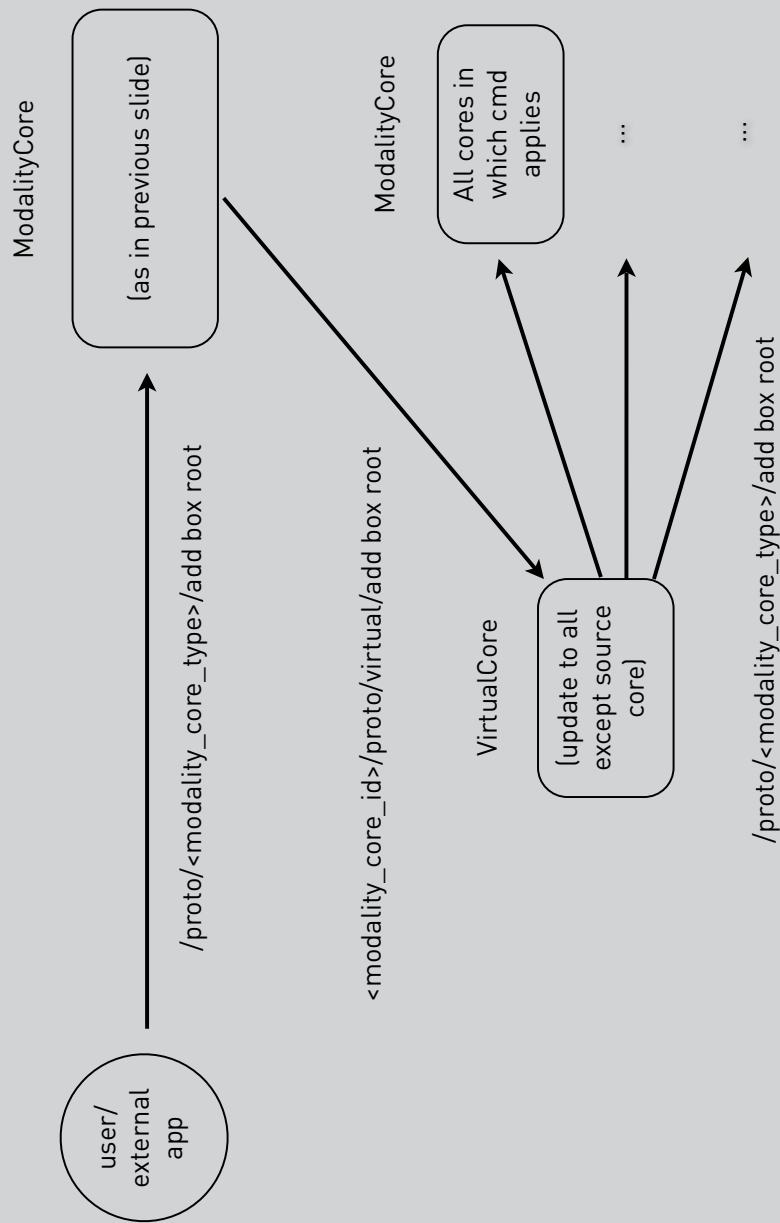 ModalityCore
user/
external
app
(as in previous slide)
/proto/<modality_core_type>/add box root
<modality_core_id>/proto/virtual/add box root
VirtualCore
(update to all
except source
core)
ModalityCore
All cores in
which cmd
applies
...
...
/proto/<modality_core_type>/add box root